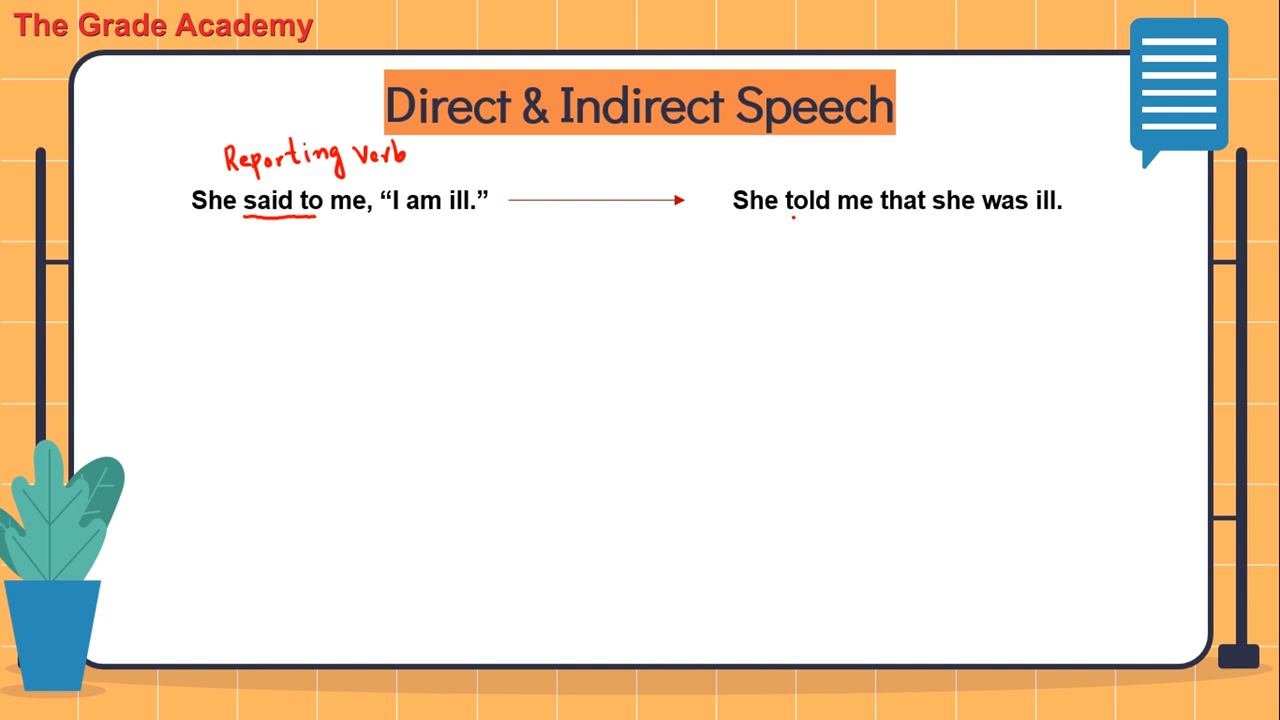 The Grade Academy
Direct & Indirect Speech
Reporting verb
She said to me, “I am ill.” She told me that she was ill.